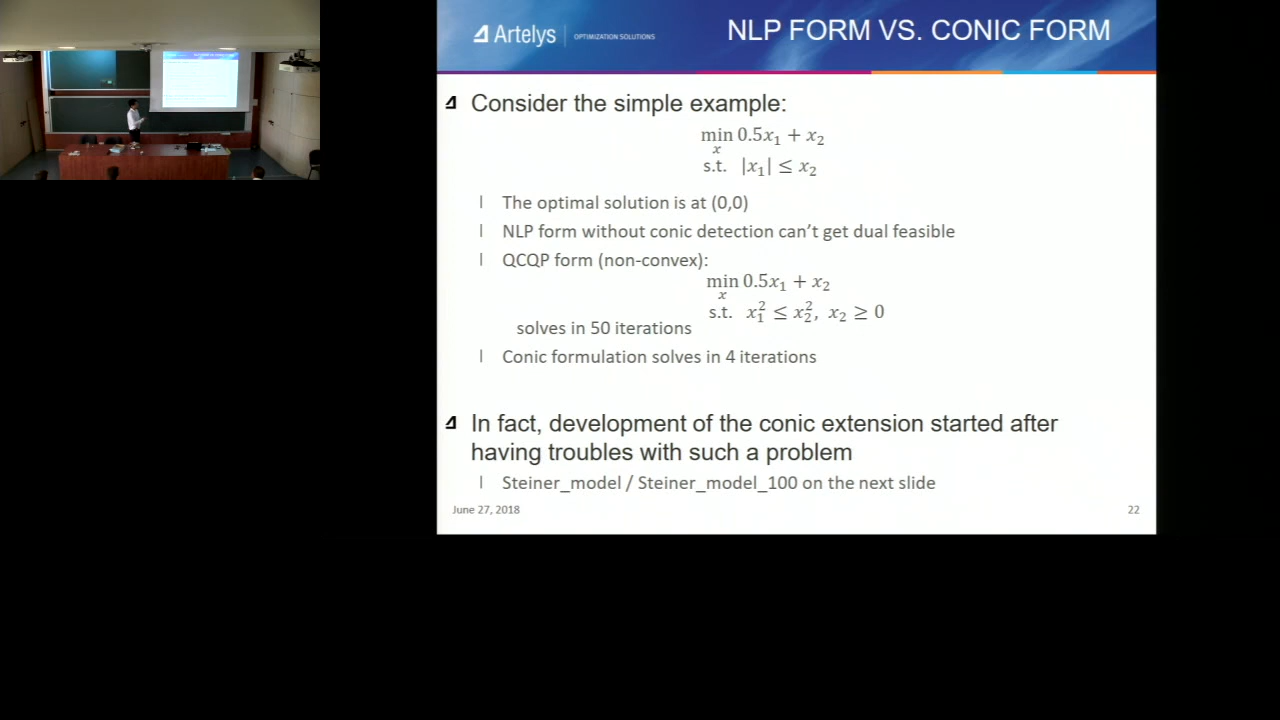 Artelys OPTIMIZATION SOLUTIONS
NLP FORM VS. CONIC FORM
Consider the simple example:
min 0.5x₁ + x₂
x
s.t. |x₁| ≤ x₂
The optimal solution is at (0,0)
NLP form without conic detection can't get dual feasible
QCQP form (non-convex):
min 0.5x₁ + x₂
x
s.t. x₁² ≤ x₂², x₂ ≥ 0
solves in 50 iterations
Conic formulation solves in 4 iterations
In fact, development of the conic extension started after
having troubles with such a problem
Steiner_model / Steiner_model_100 on the next slide
June 27, 2018
22